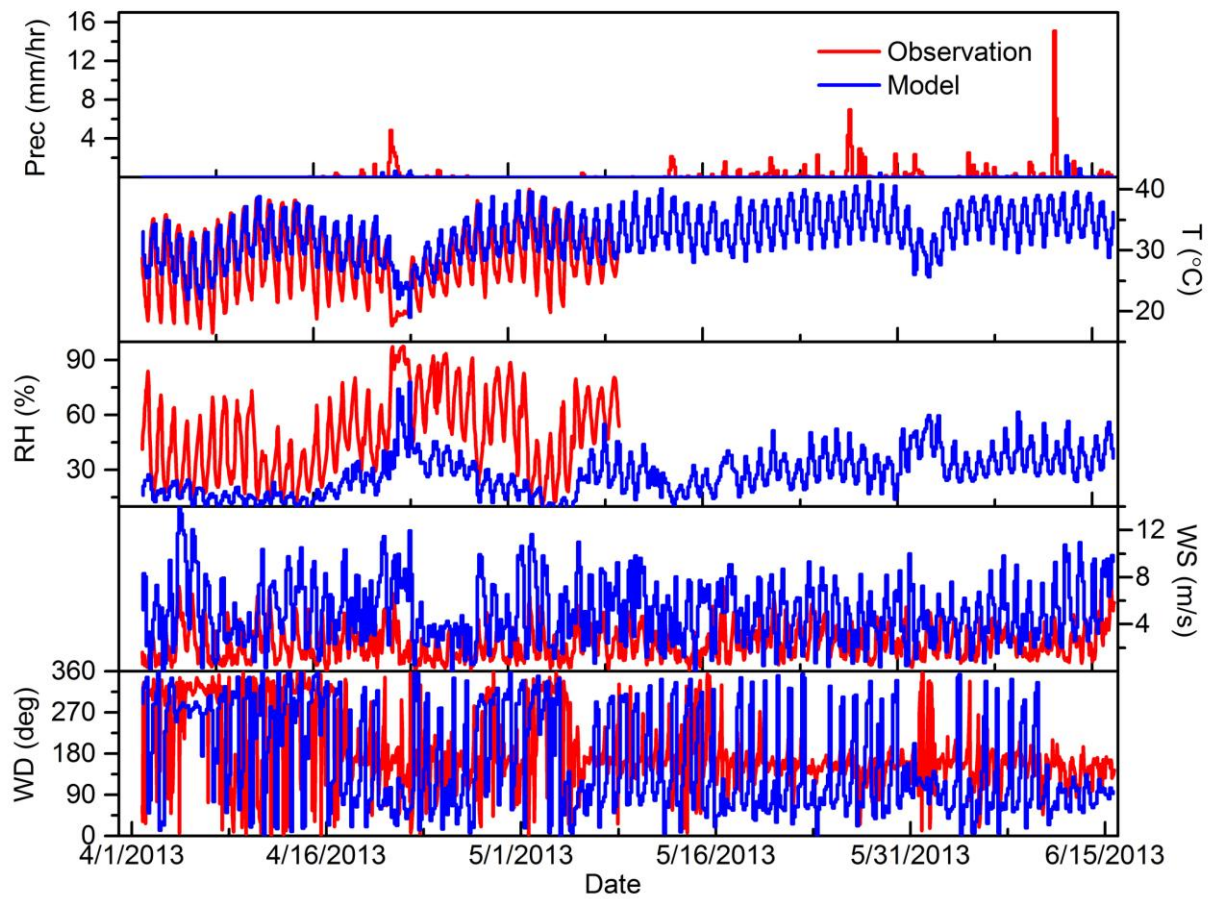 Prec (mm/hr)
16
12
8
4
Observation
Model
T (°C)
40
30
20
RH (%)
90
60
30
WS (m/s)
12
8
4
WD (deg)
360
270
180
90
0
4/1/2013 4/16/2013 5/1/2013 5/16/2013 5/31/2013 6/15/2013
Date